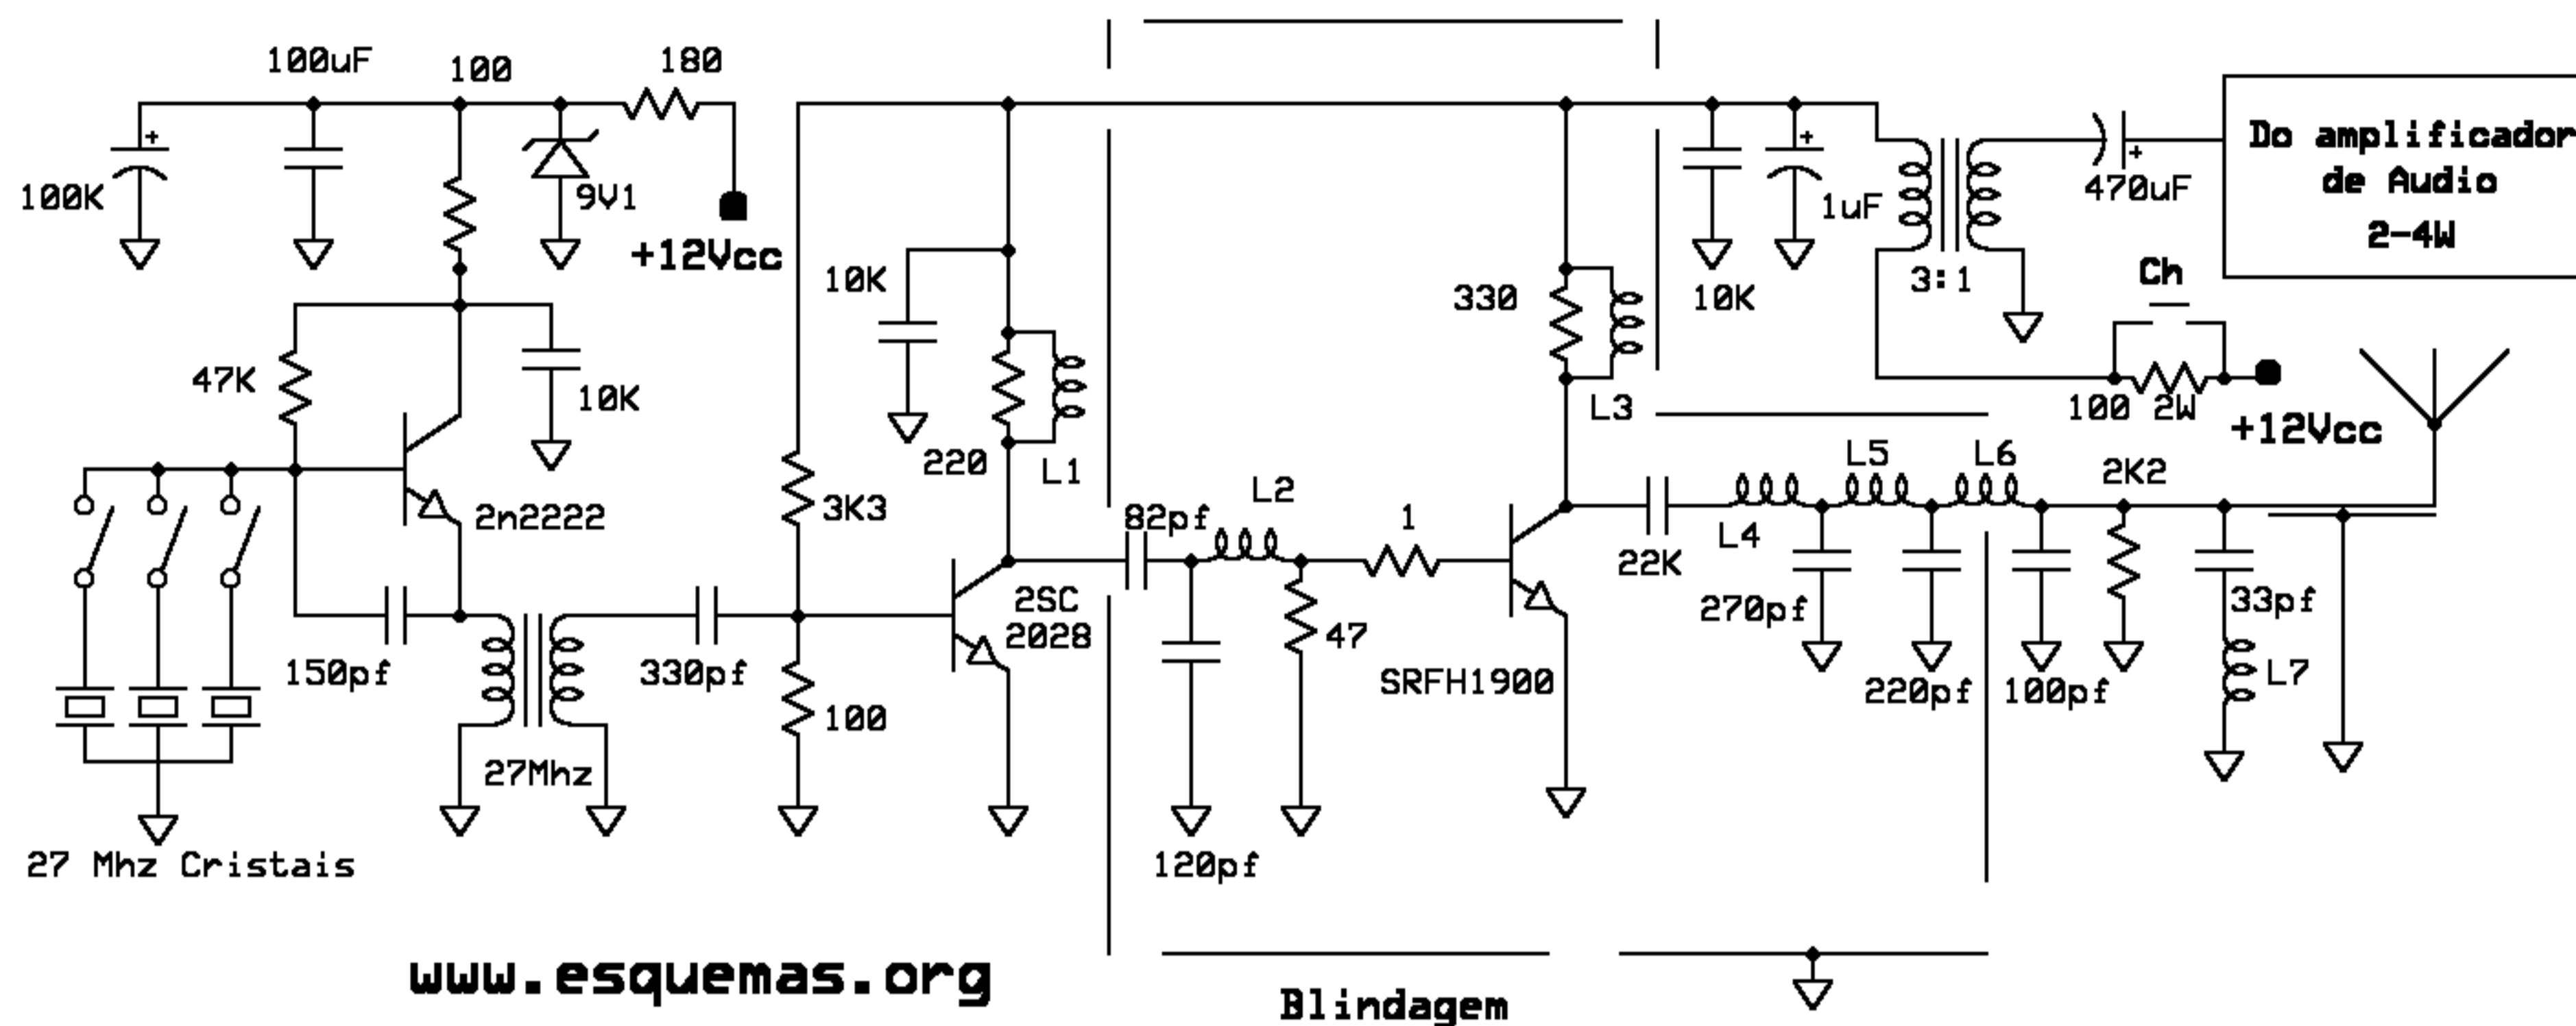 100uF
100
180
100K
9V1
+12Vcc
Do amplificador
de Audio
2-4W
1uF
470uF
10K
330
10K
3:1
Ch
47K
10K
L3
100 2W
+12Vcc
220
L1
L2
L5
L6
2K2
2n2222
3K3
82pf
1
22K
L4
2SC
2028
47
270pf
33pf
150pf
330pf
SRFH1900
220pf
100pf
L7
100
27Mhz
27 Mhz Cristais
120pf
www.esquemas.org
Blindagem